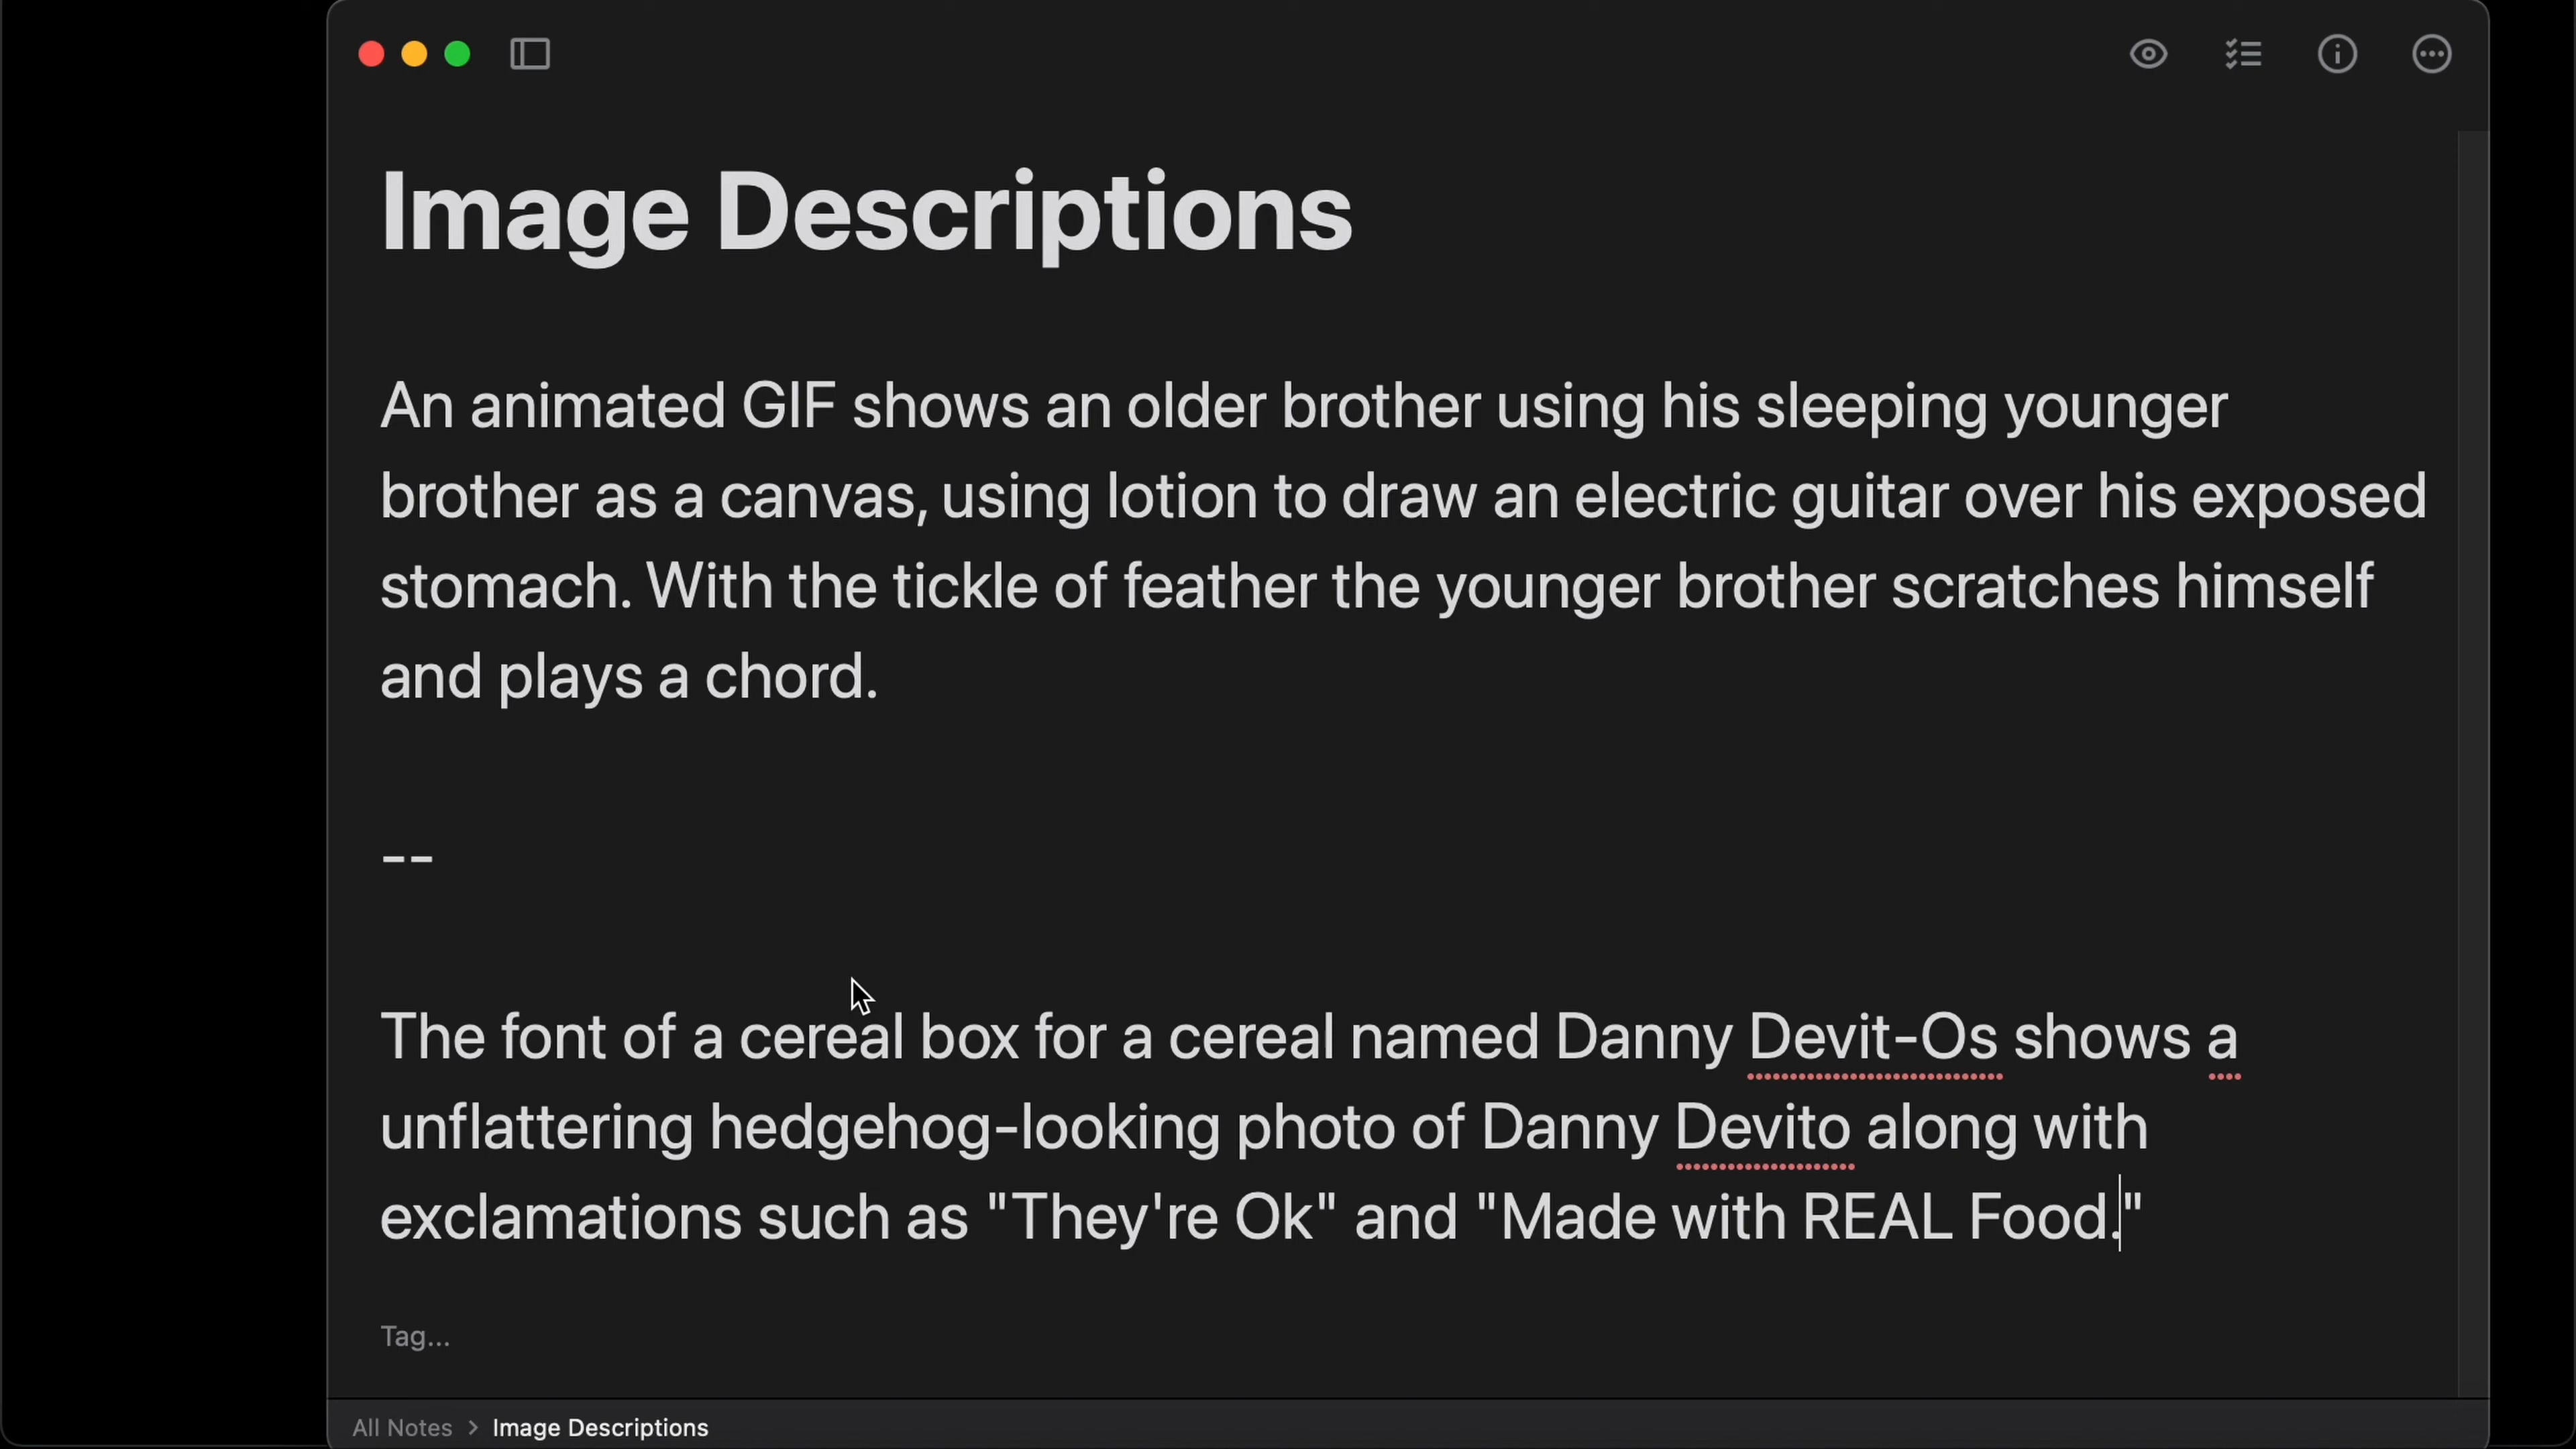 Image Descriptions
An animated GIF shows an older brother using his sleeping younger
brother as a canvas, using lotion to draw an electric guitar over his exposed
stomach. With the tickle of feather the younger brother scratches himself
and plays a chord.
--
The font of a cereal box for a cereal named Danny Devit-Os shows a
unflattering hedgehog-looking photo of Danny Devito along with
exclamations such as "They're Ok" and "Made with REAL Food."
Tag...
All Notes > Image Descriptions